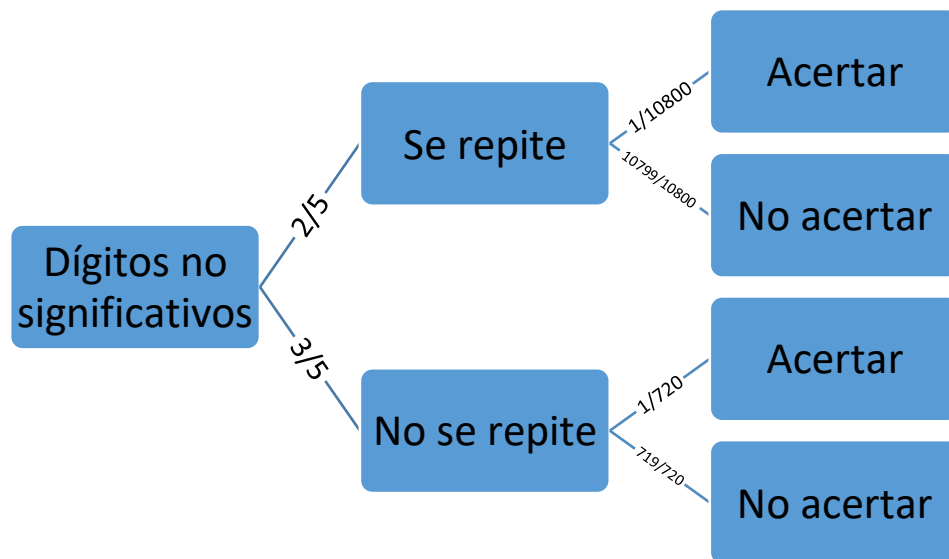 Dígitos no
significativos
2/5
3/5
Se repite
No se repite
1/10800
10799/10800
1/720
719/720
Acertar
No acertar
Acertar
No acertar